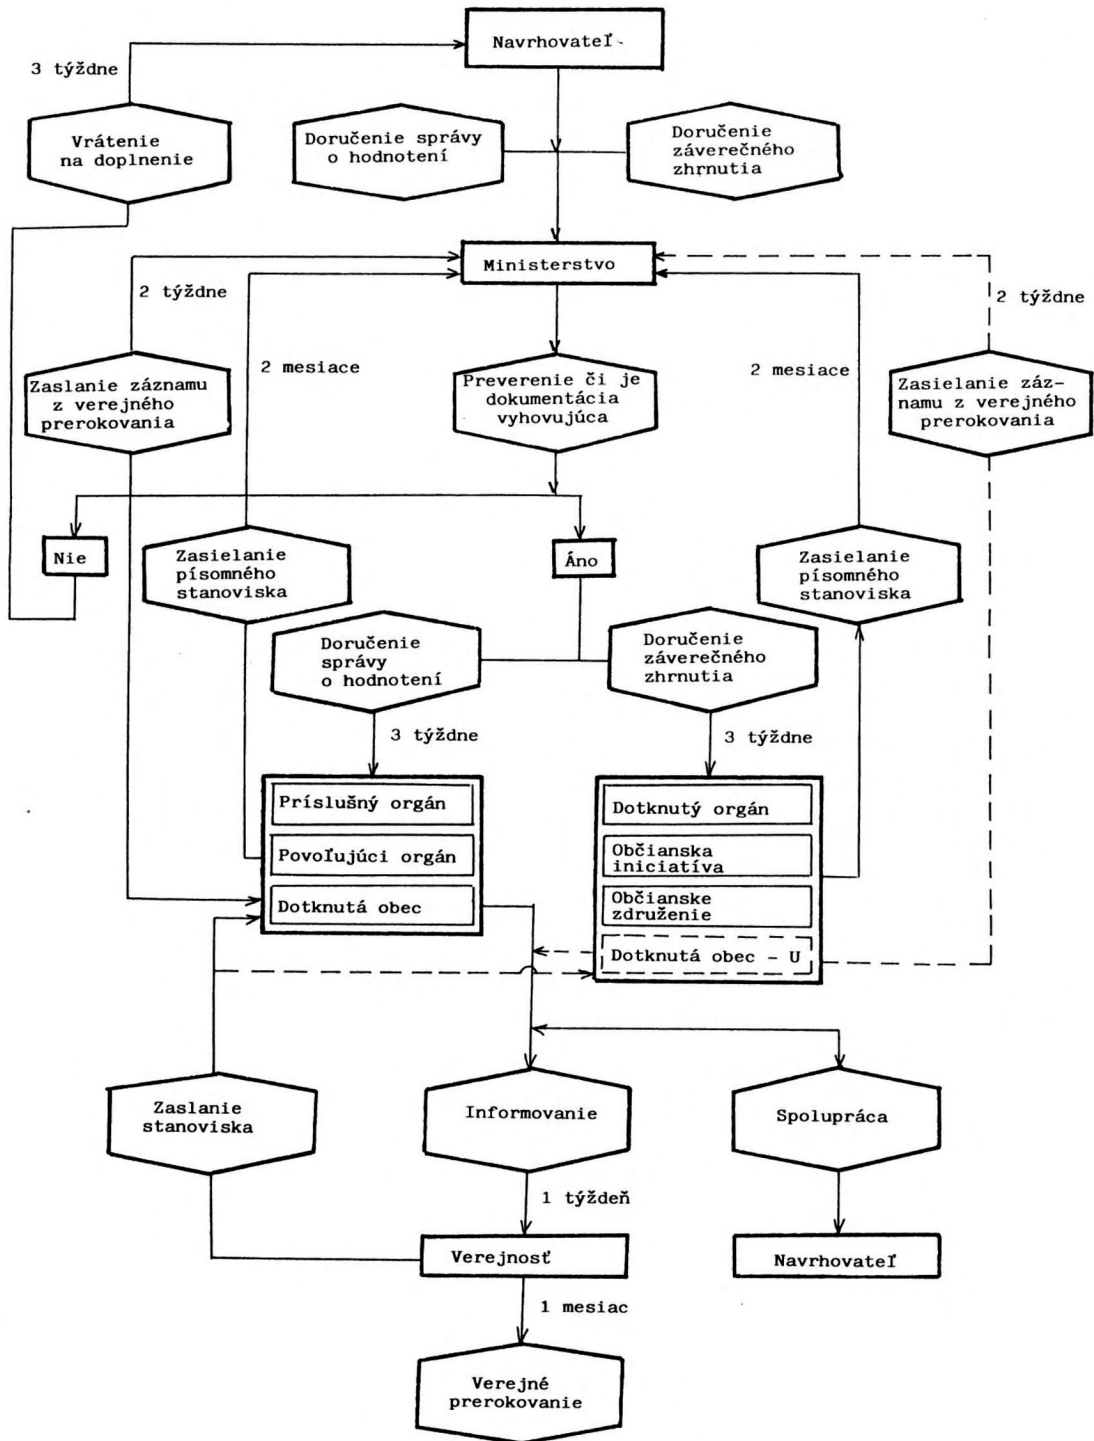 Navrhovateľ
3 týždne
Vrátenie
na doplnenie
Doručenie správy
o hodnotení
Doručenie
záverečného
zhrnutia
Ministerstvo
2 týždne
2 týždne
2 mesiace
2 mesiace
Zaslanie záznamu
z verejného
prerokovania
Preverenie či je
dokumentácia
vyhovujúca
Zasielanie záz-
namu z verejného
prerokovania
Nie
Áno
Zasielanie
písomného
stanoviska
Zasielanie
písomného
stanoviska
Doručenie
správy
o hodnotení
Doručenie
záverečného
zhrnutia
3 týždne
3 týždne
Príslušný orgán
Povoľujúci orgán
Dotknutá obec
Dotknutý orgán
Občianska
iniciatíva
Občianske
združenie
Dotknutá obec - U
Zaslanie
stanoviska
Informovanie
Spolupráca
1 týždeň
Verejnosť
Navrhovateľ
1 mesiac
Verejné
prerokovanie